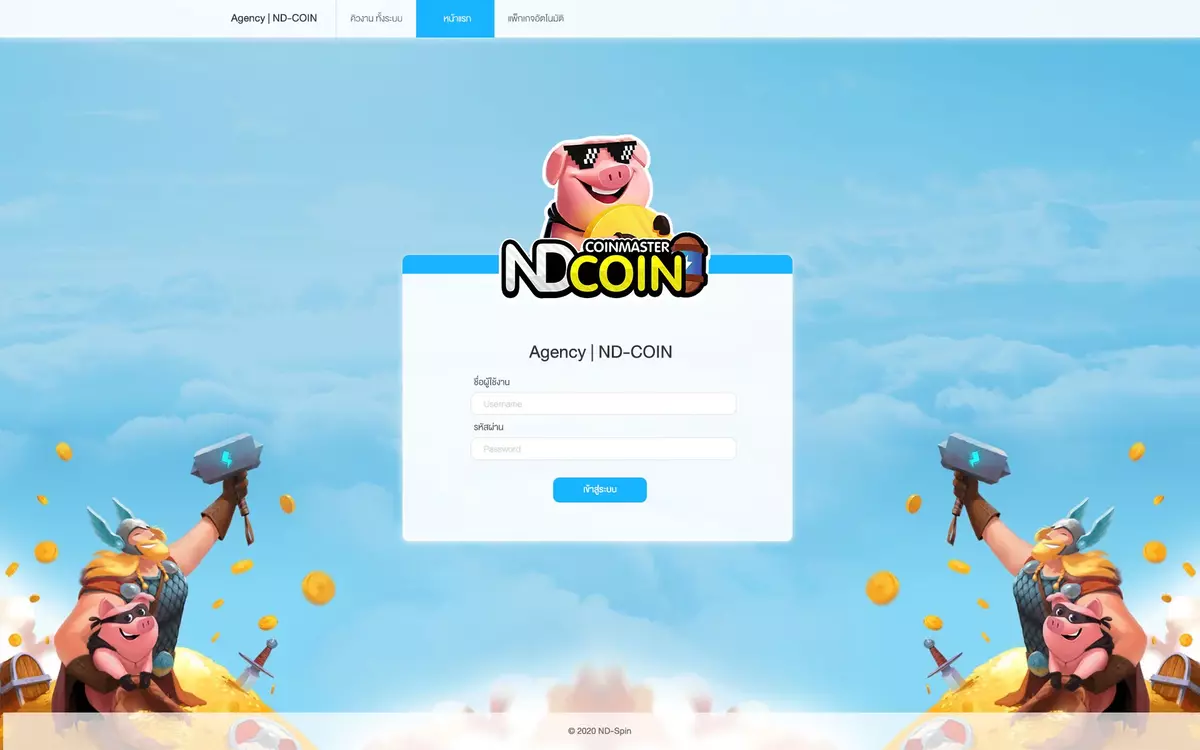 Agency | ND-COIN
คิวงาน ทั้งระบบ
หน้าแรก
แพ็กเกจอัตโนมัติ
COINMASTER
NDCOIN
Agency | ND-COIN
ชื่อผู้ใช้งาน
Username
รหัสผ่าน
Password
เข้าสู่ระบบ
© 2020 ND-Spin